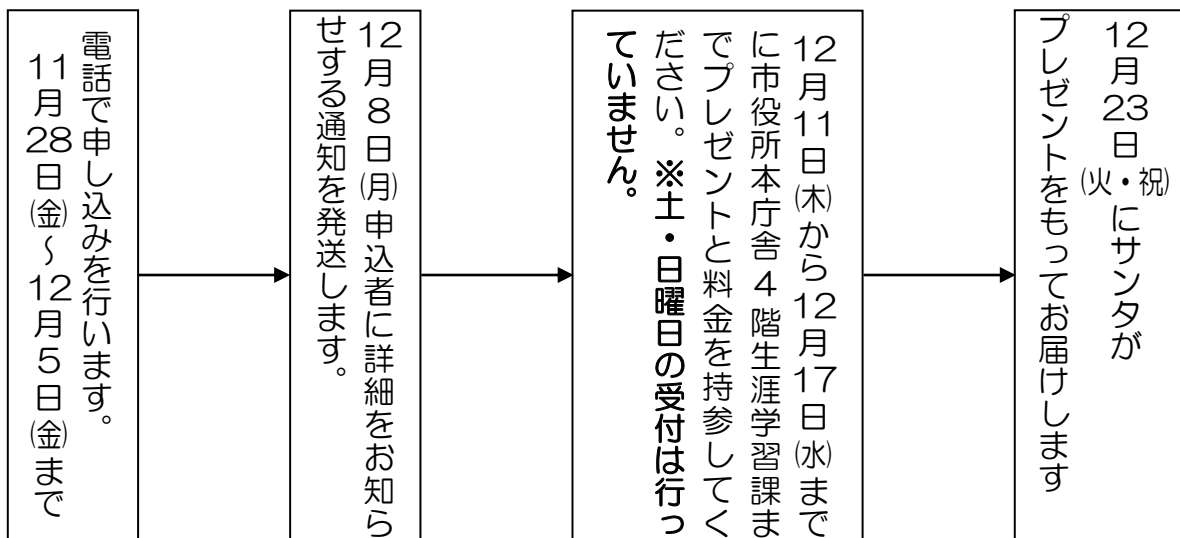 電話で申し込みを行います。
11月28日(金)~12月5日(金)まで
12月8日(月)申込者に詳細をお知ら
せする通知を発送します。
12月11日(木)から12月17日(水)まで
に市役所本庁舎4階生涯学習課ま
でプレゼントと料金を持参してく
ださい。※土・日曜日の受付は行っ
ていません。
12月23日(火・祝)にサンタが
プレゼントをもってお届けします